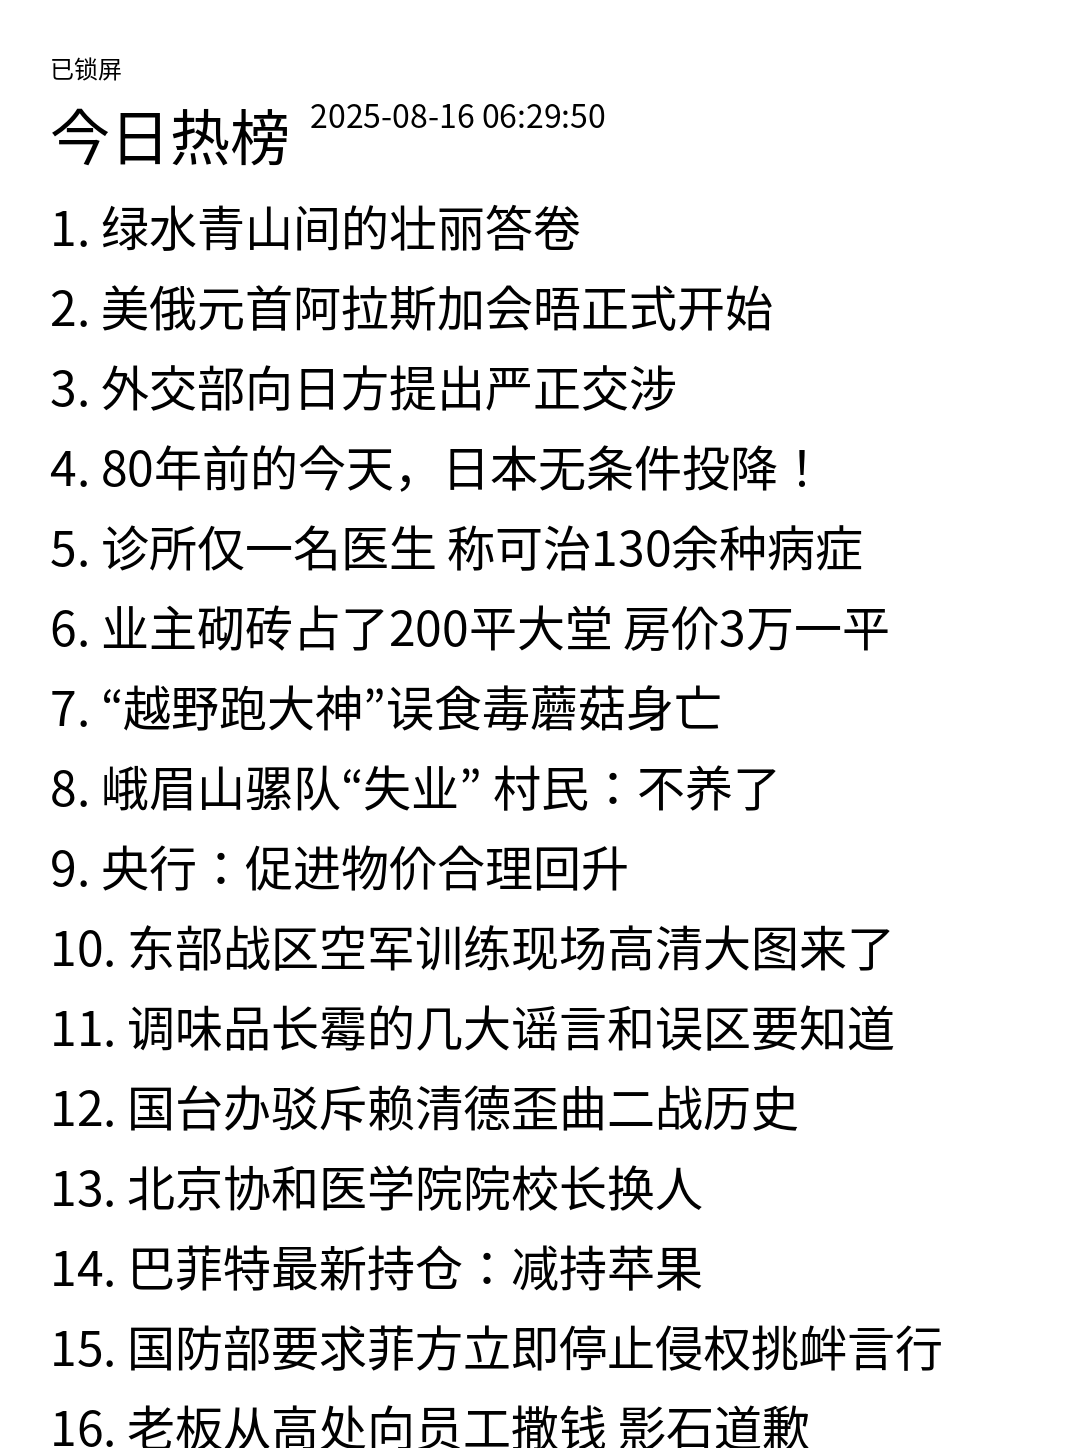 已锁屏
今日热榜 2025-08-16 06:29:50
1. 绿水青山间的壮丽答卷
2. 美俄元首阿拉斯加会晤正式开始
3. 外交部向日方提出严正交涉
4. 80年前的今天，日本无条件投降！
5. 诊所仅一名医生 称可治130余种病症
6. 业主砌砖占了200平大堂 房价3万一平
7. “越野跑大神”误食毒蘑菇身亡
8. 峨眉山骡队“失业” 村民：不养了
9. 央行：促进物价合理回升
10. 东部战区空军训练现场高清大图来了
11. 调味品长霉的几大谣言和误区要知道
12. 国台办驳斥赖清德歪曲二战历史
13. 北京协和医学院院校长换人
14. 巴菲特最新持仓：减持苹果
15. 国防部要求菲方立即停止侵权挑衅言行
16. 老板从高处向员工撒钱 影石道歉